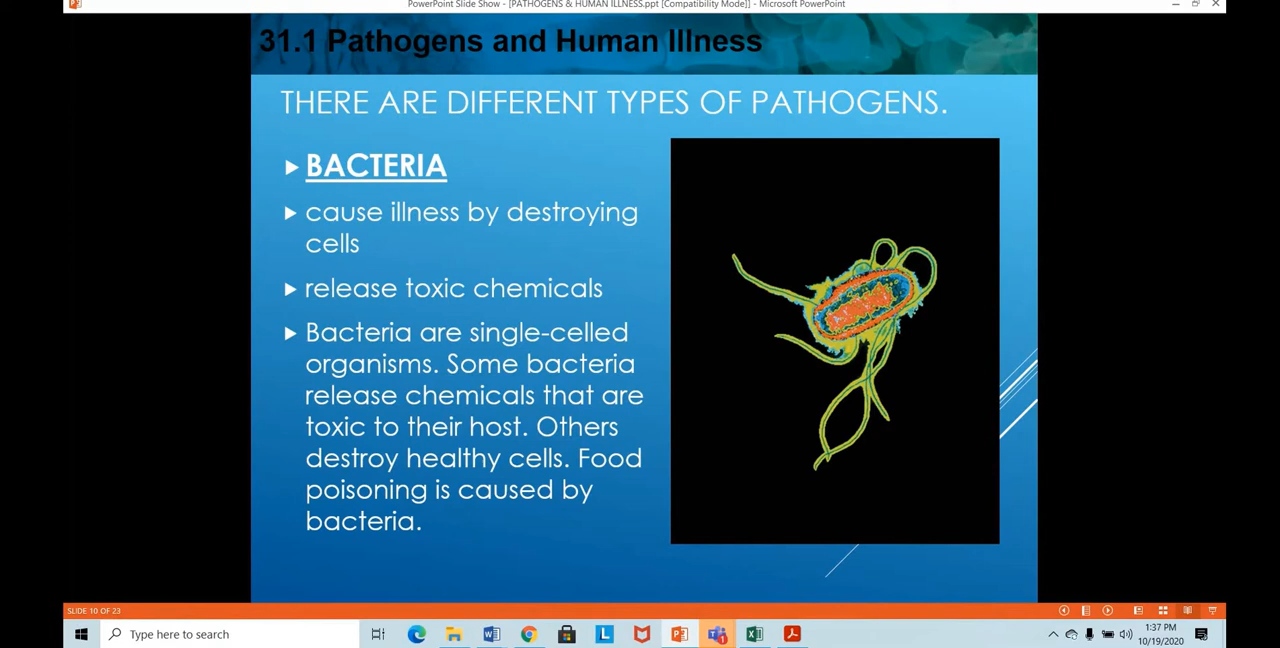 PowerPoint Slide Show - [PATHOGENS & HUMAN ILLNESS.ppt [Compatibility Mode]] - Microsoft PowerPoint
31.1 Pathogens and Human Illness
THERE ARE DIFFERENT TYPES OF PATHOGENS.
BACTERIA
cause illness by destroying
cells
release toxic chemicals
Bacteria are single-celled
organisms. Some bacteria
release chemicals that are
toxic to their host. Others
destroy healthy cells. Food
poisoning is caused by
bacteria.
SLIDE 10 OF 23
Type here to search
1:37 PM
10/19/2020